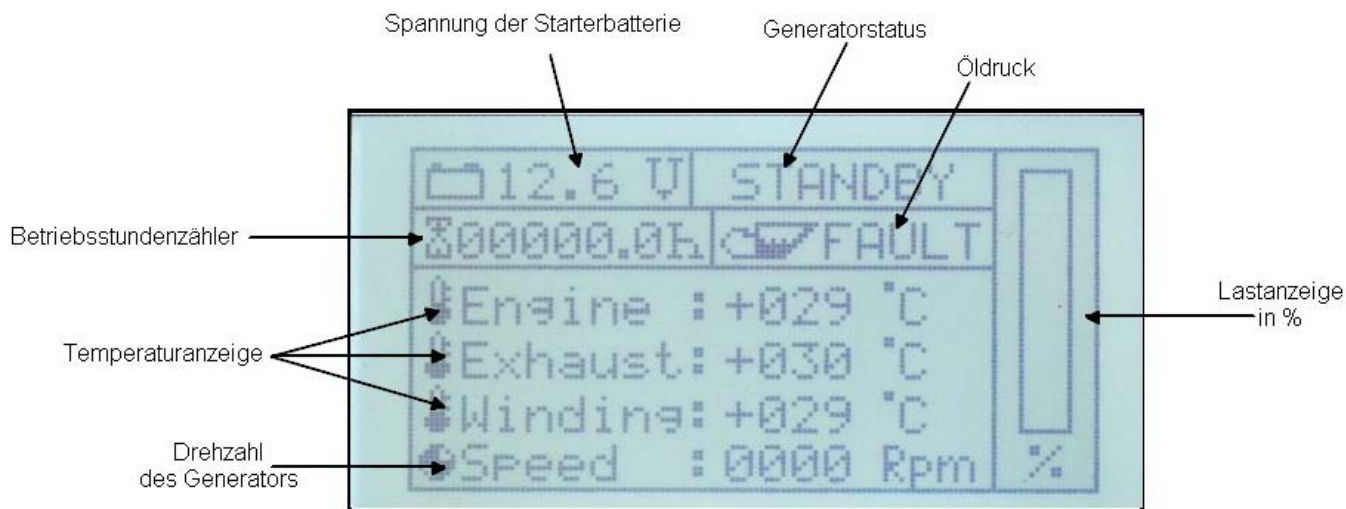 Spannung der Starterbatterie
Generatorstatus
Öldruck
12.6 V
STANDBY
Betriebsstundenzähler
00000.0h
FAULT
Engine : +029 °C
Lastanzeige
in %
Temperaturanzeige
Exhaust: +030 °C
Winding: +029 °C
Drehzahl
des Generators
Speed : 0000 Rpm
%